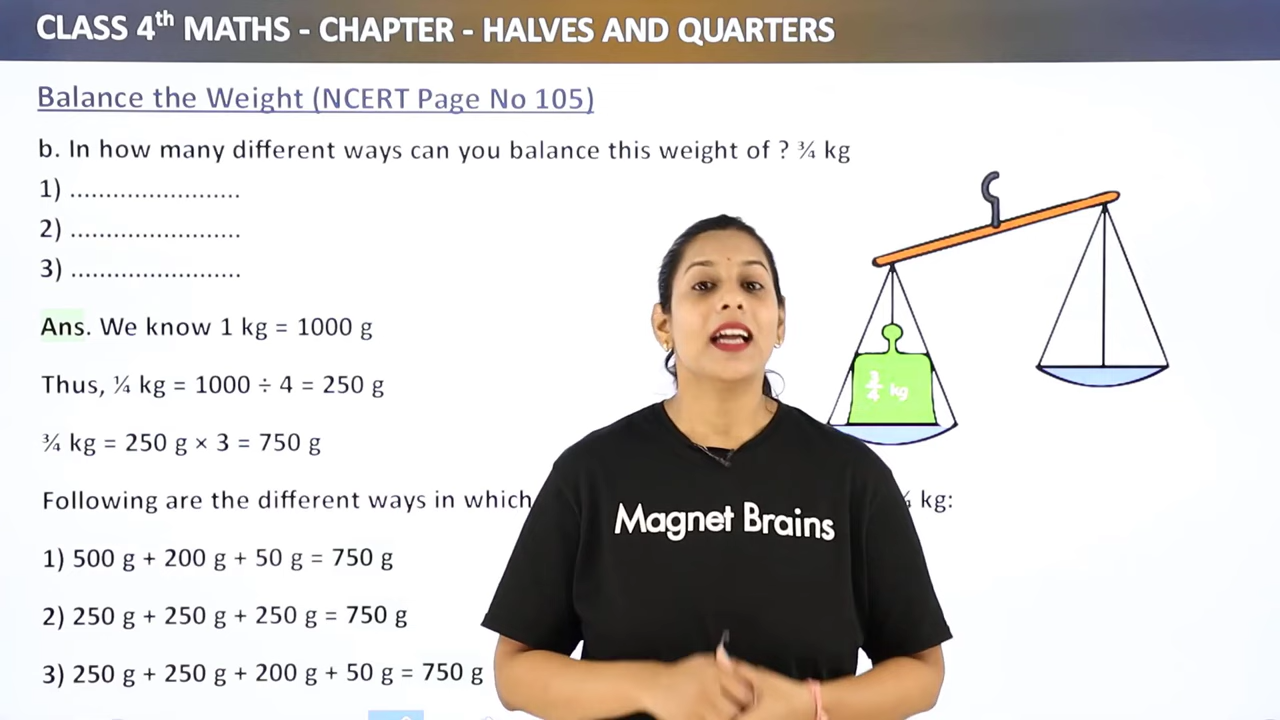 CLASS 4th MATHS - CHAPTER - HALVES AND QUARTERS
Balance the Weight (NCERT Page No 105)
b. In how many different ways can you balance this weight of ? ¾ kg
1) ........................
2) ........................
3) ........................
Ans. We know 1 kg = 1000 g
Thus, ¼ kg = 1000 ÷ 4 = 250 g
¾ kg = 250 g × 3 = 750 g
Following are the different ways in which
kg:
1) 500 g + 200 g + 50 g = 750 g
2) 250 g + 250 g + 250 g = 750 g
3) 250 g + 250 g + 200 g + 50 g = 750 g
¾ kg
Magnet Brains